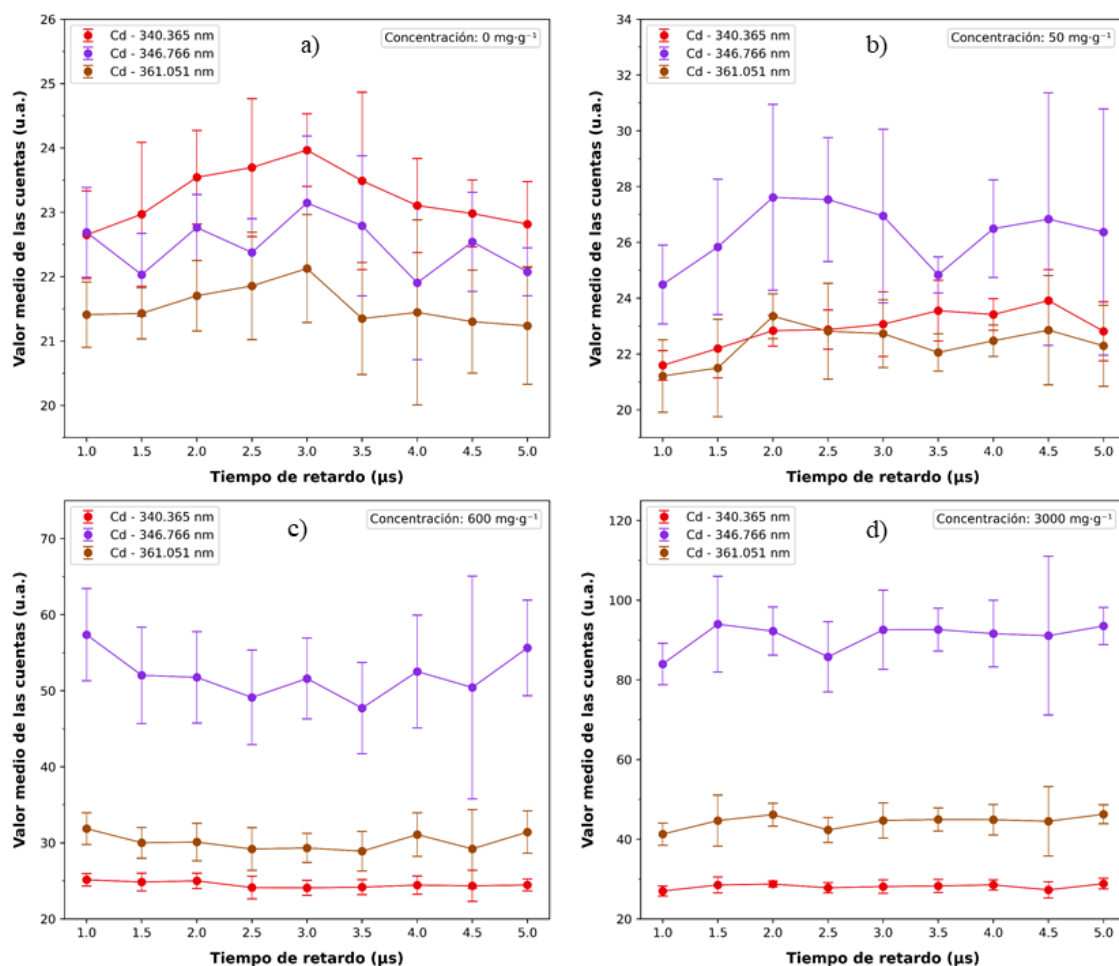 a)
Concentración: 0 mg·g⁻¹
Cd - 340.365 nm
Cd - 346.766 nm
Cd - 361.051 nm
26
25
24
23
22
21
20
Valor medio de las cuentas (u.a.)
1.0 1.5 2.0 2.5 3.0 3.5 4.0 4.5 5.0
Tiempo de retardo (µs)
b)
Concentración: 50 mg·g⁻¹
Cd - 340.365 nm
Cd - 346.766 nm
Cd - 361.051 nm
34
32
30
28
26
24
22
20
Valor medio de las cuentas (u.a.)
1.0 1.5 2.0 2.5 3.0 3.5 4.0 4.5 5.0
Tiempo de retardo (µs)
c)
Concentración: 600 mg·g⁻¹
Cd - 340.365 nm
Cd - 346.766 nm
Cd - 361.051 nm
70
60
50
40
30
20
Valor medio de las cuentas (u.a.)
1.0 1.5 2.0 2.5 3.0 3.5 4.0 4.5 5.0
Tiempo de retardo (µs)
d)
Concentración: 3000 mg·g⁻¹
Cd - 340.365 nm
Cd - 346.766 nm
Cd - 361.051 nm
120
100
80
60
40
20
Valor medio de las cuentas (u.a.)
1.0 1.5 2.0 2.5 3.0 3.5 4.0 4.5 5.0
Tiempo de retardo (µs)